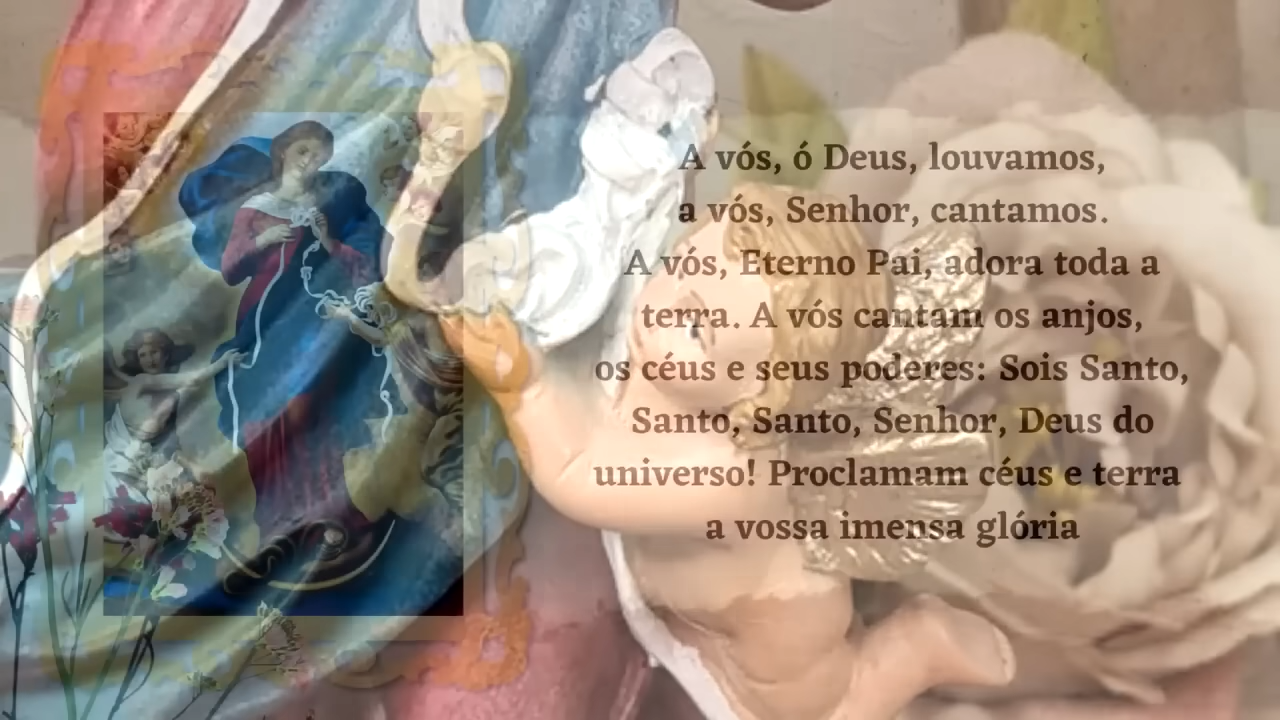 A vós, ó Deus, louvamos,
a vós, Senhor, cantamos.
A vós, Eterno Pai, adora toda a
terra. A vós cantam os anjos,
os céus e seus poderes: Sois Santo,
Santo, Santo, Senhor, Deus do
universo! Proclamam céus e terra
a vossa imensa glória